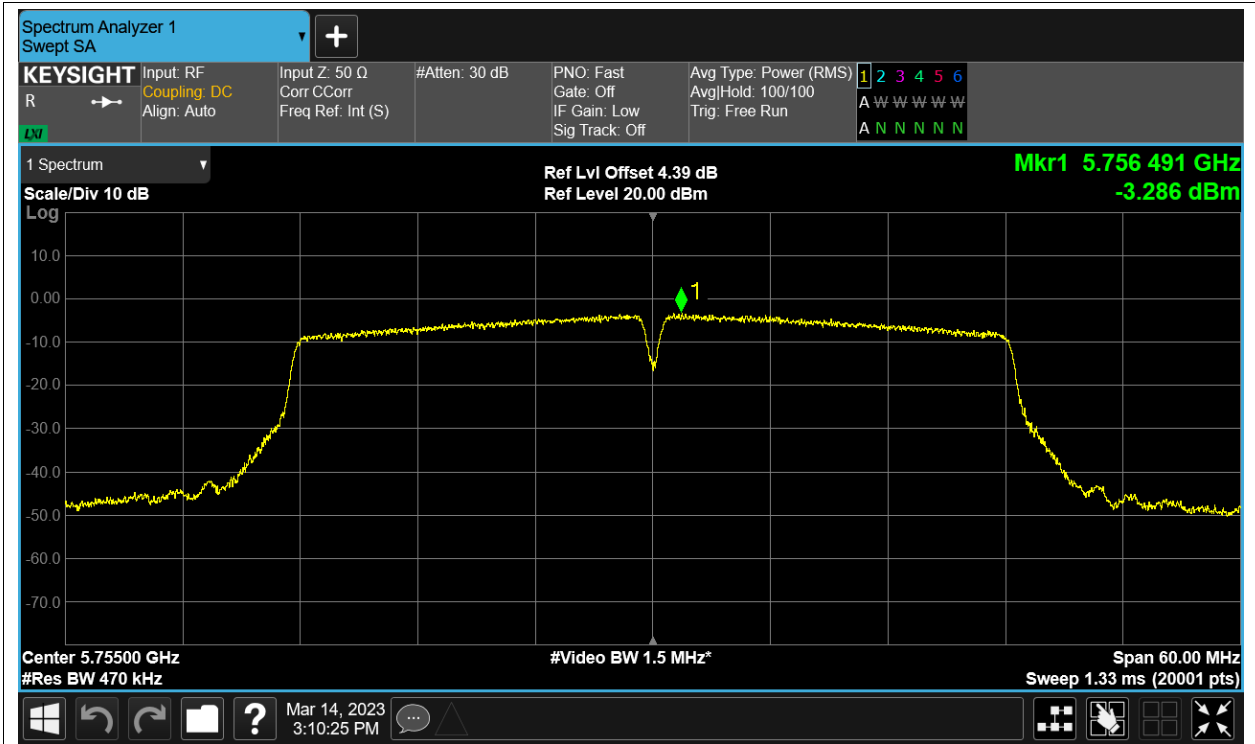 Spectrum Analyzer 1
Swept SA
KEYSIGHT
R
LXI
Input: RF
Coupling: DC
Align: Auto
Input Z: 50 Ω
Corr CCorr
Freq Ref: Int (S)
#Atten: 30 dB
PNO: Fast
Gate: Off
IF Gain: Low
Sig Track: Off
Avg Type: Power (RMS)
Avg|Hold: 100/100
Trig: Free Run
1 2 3 4 5 6
A W W W W W
A N N N N N
1 Spectrum
Scale/Div 10 dB
Log
Ref Lvl Offset 4.39 dB
Ref Level 20.00 dBm
Mkr1 5.756 491 GHz
-3.286 dBm
10.0
0.00
1
-10.0
-20.0
-30.0
-40.0
-50.0
-60.0
-70.0
Center 5.75500 GHz
#Res BW 470 kHz
#Video BW 1.5 MHz*
Span 60.00 MHz
Sweep 1.33 ms (20001 pts)
?
Mar 14, 2023
3:10:25 PM